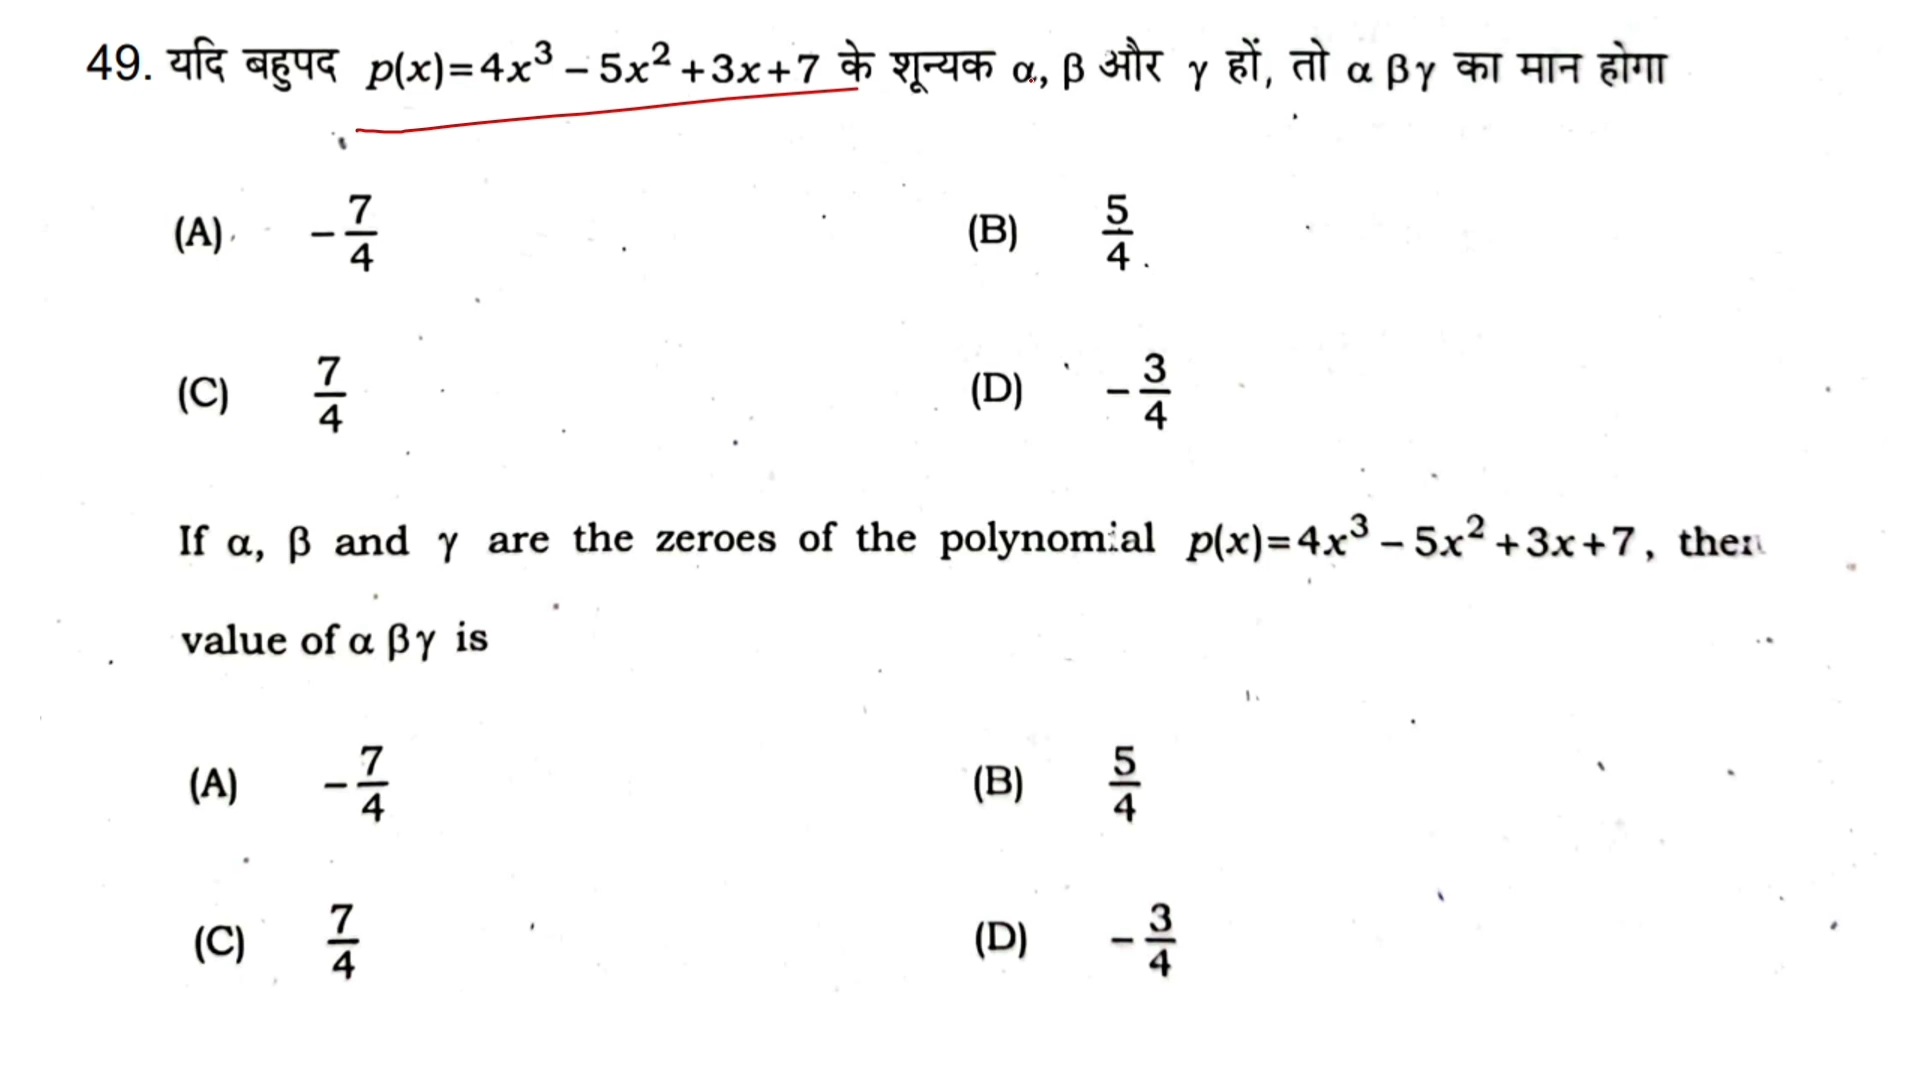 49. यदि बहुपद p(x)=4x³ – 5x² +3x+7 के शून्यक α, β और γ हों, तो α βγ का मान होगा
(A) –7/4 (B) 5/4
(C) 7/4 (D) –3/4
If α, β and γ are the zeroes of the polynomial p(x)=4x³ – 5x² +3x+7, then
value of α βγ is
(A) –7/4 (B) 5/4
(C) 7/4 (D) –3/4